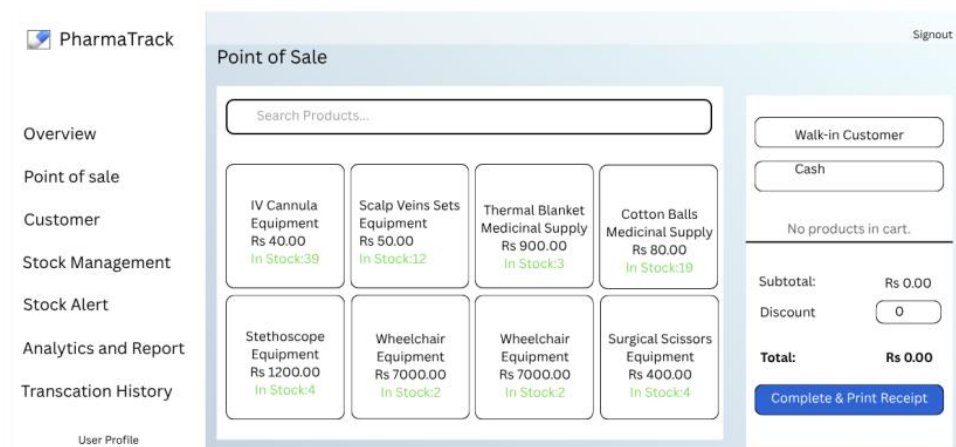 PharmaTrack
Overview
Point of sale
Customer
Stock Management
Stock Alert
Analytics and Report
Transcation History
User Profile
Signout
Point of Sale
Search Products...
IV Cannula
Equipment
Rs 40.00
In Stock:39
Scalp Veins Sets
Equipment
Rs 50.00
In Stock:12
Thermal Blanket
Medicinal Supply
Rs 900.00
In Stock:3
Cotton Balls
Medicinal Supply
Rs 80.00
In Stock:19
Stethoscope
Equipment
Rs 1200.00
In Stock:4
Wheelchair
Equipment
Rs 7000.00
In Stock:2
Wheelchair
Equipment
Rs 7000.00
In Stock:2
Surgical Scissors
Equipment
Rs 400.00
In Stock:4
Walk-in Customer
Cash
No products in cart.
Subtotal: Rs 0.00
Discount 0
Total: Rs 0.00
Complete & Print Receipt